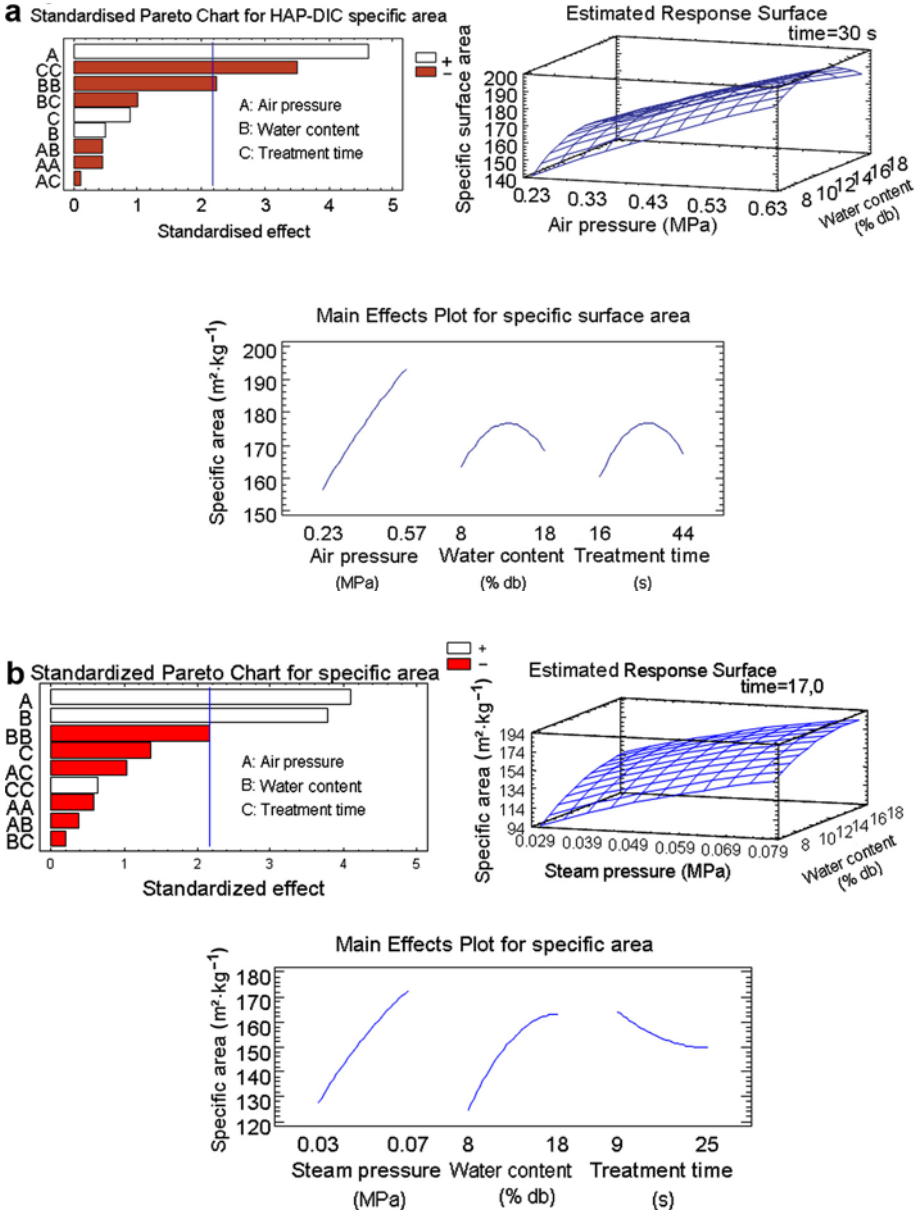 a Standardised Pareto Chart for HAP-DIC specific area
+
-
A
CC
BB
BC
C
B
AB
AA
AC
A: Air pressure
B: Water content
C: Treatment time
0 1 2 3 4 5
Standardised effect
Estimated Response Surface
time=30 s
Specific surface area
200
190
180
170
160
150
140
0.23 0.33 0.43 0.53 0.63
Air pressure (MPa)
8 10 12 14 16 18
Water content
(% db)
Main Effects Plot for specific surface area
Specific area (m²·kg⁻¹)
200
190
180
170
160
150
0.23 0.57 8 18 16 44
Air pressure Water content Treatment time
(MPa) (% db) (s)
b Standardized Pareto Chart for specific area
+
-
A
B
BB
C
AC
CC
AA
AB
BC
A: Air pressure
B: Water content
C: Treatment time
0 1 2 3 4 5
Standardized effect
Estimated Response Surface
time=17,0
Specific area (m²·kg⁻¹)
194
174
154
134
114
94
0.029 0.039 0.049 0.059 0.069 0.079
Steam pressure (MPa)
8 10 12 14 16 18
Water content
(% db)
Main Effects Plot for specific area
Specific area (m²·kg⁻¹)
180
170
160
150
140
130
120
0.03 0.07 8 18 9 25
Steam pressure Water content Treatment time
(MPa) (% db) (s)